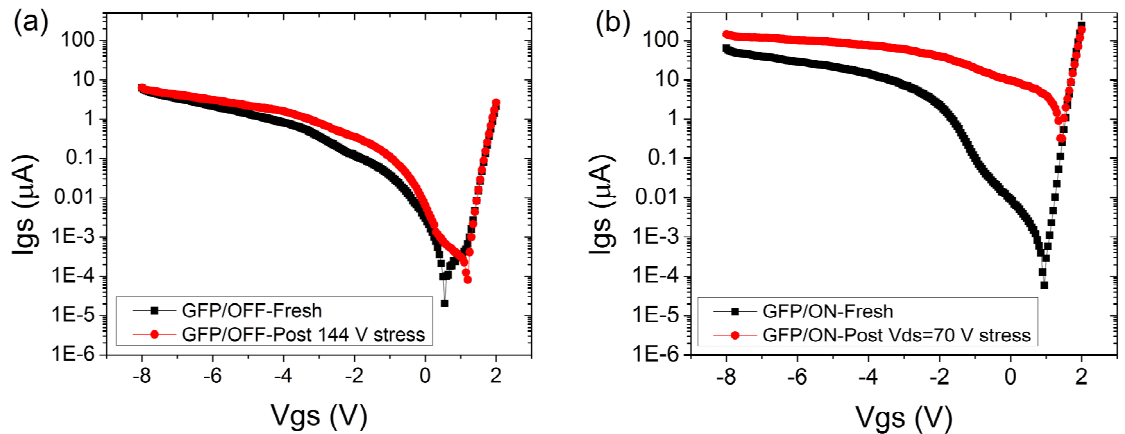 (a)
Igs (µA)
100
10
1
0.1
0.01
1E-3
1E-4
1E-5
1E-6
GFP/OFF-Fresh
GFP/OFF-Post 144 V stress
-8 -6 -4 -2 0 2
Vgs (V)
(b)
Igs (µA)
100
10
1
0.1
0.01
1E-3
1E-4
1E-5
1E-6
GFP/ON-Fresh
GFP/ON-Post Vds=70 V stress
-8 -6 -4 -2 0 2
Vgs (V)